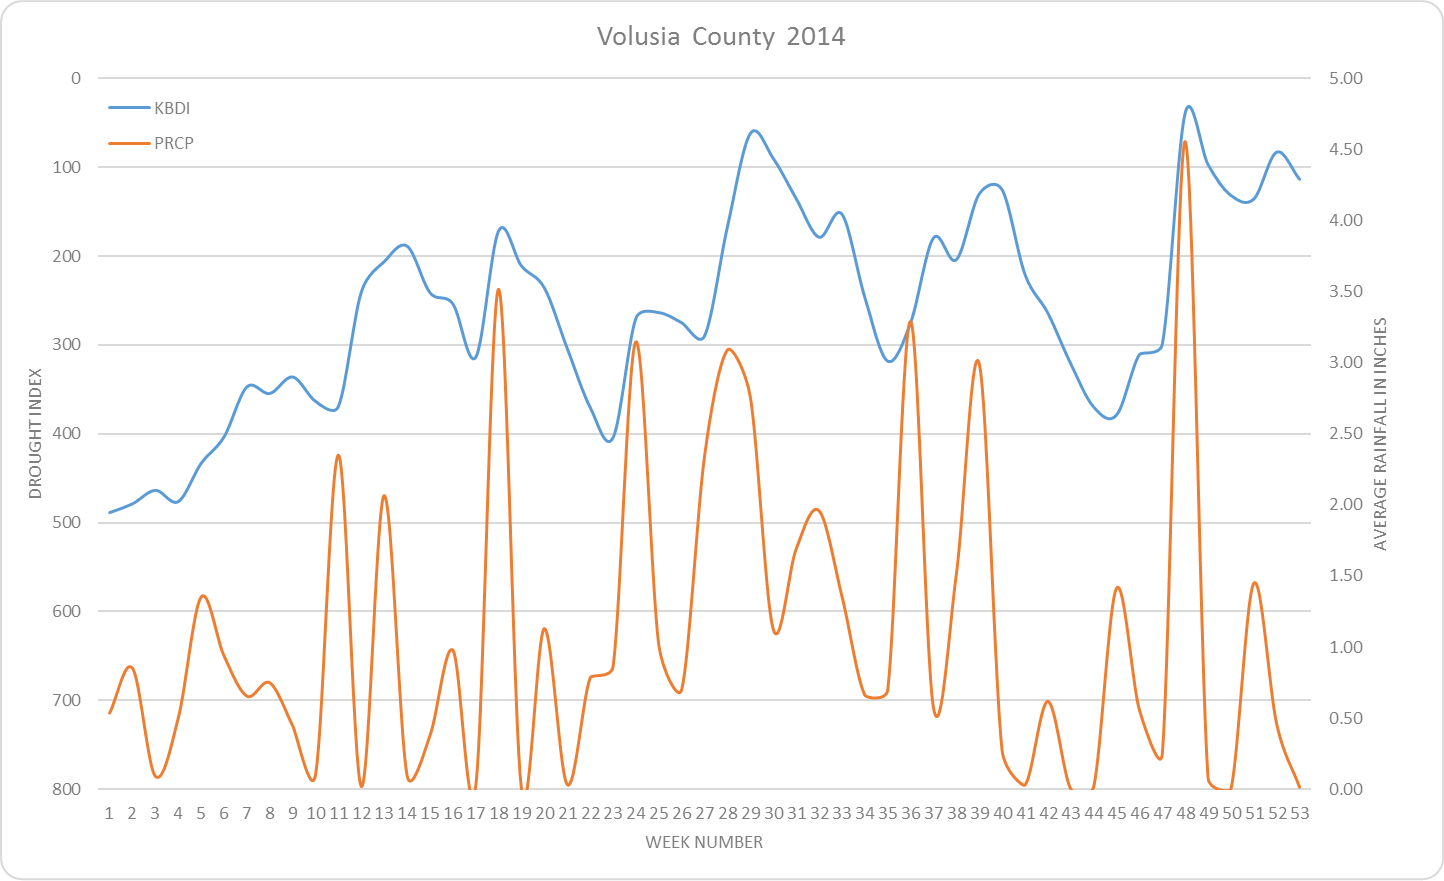 Volusia County 2014
KBDI
PRCP
0
100
200
300
400
500
600
700
800
DROUGHT INDEX
5.00
4.50
4.00
3.50
3.00
2.50
2.00
1.50
1.00
0.50
0.00
AVERAGE RAINFALL IN INCHES
1 2 3 4 5 6 7 8 9 10 11 12 13 14 15 16 17 18 19 20 21 22 23 24 25 26 27 28 29 30 31 32 33 34 35 36 37 38 39 40 41 42 43 44 45 46 47 48 49 50 51 52 53
WEEK NUMBER